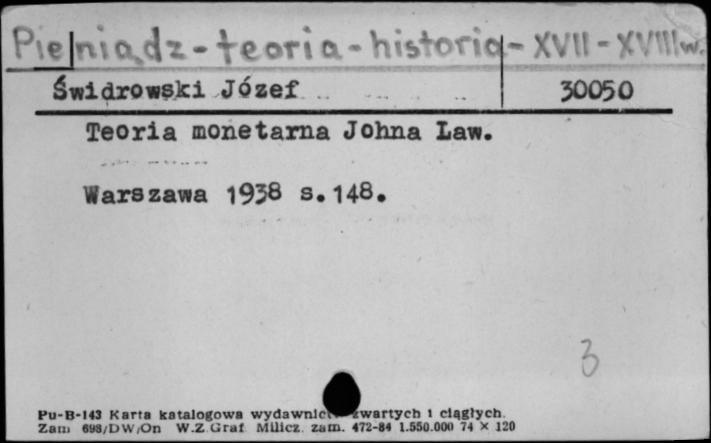 Pieniądz - teoria - historia - XVII - XVIII w.
Świdrowski Józef 30050
Teoria monetarna Johna Law.
Warszawa 1938 s. 148.
3
Pu-B-143 Karta katalogowa wydawnict zwartych i ciągłych.
Zam 698/DW/On W.Z.Graf Milicz. zam. 472-84 1.550.000 74 × 120